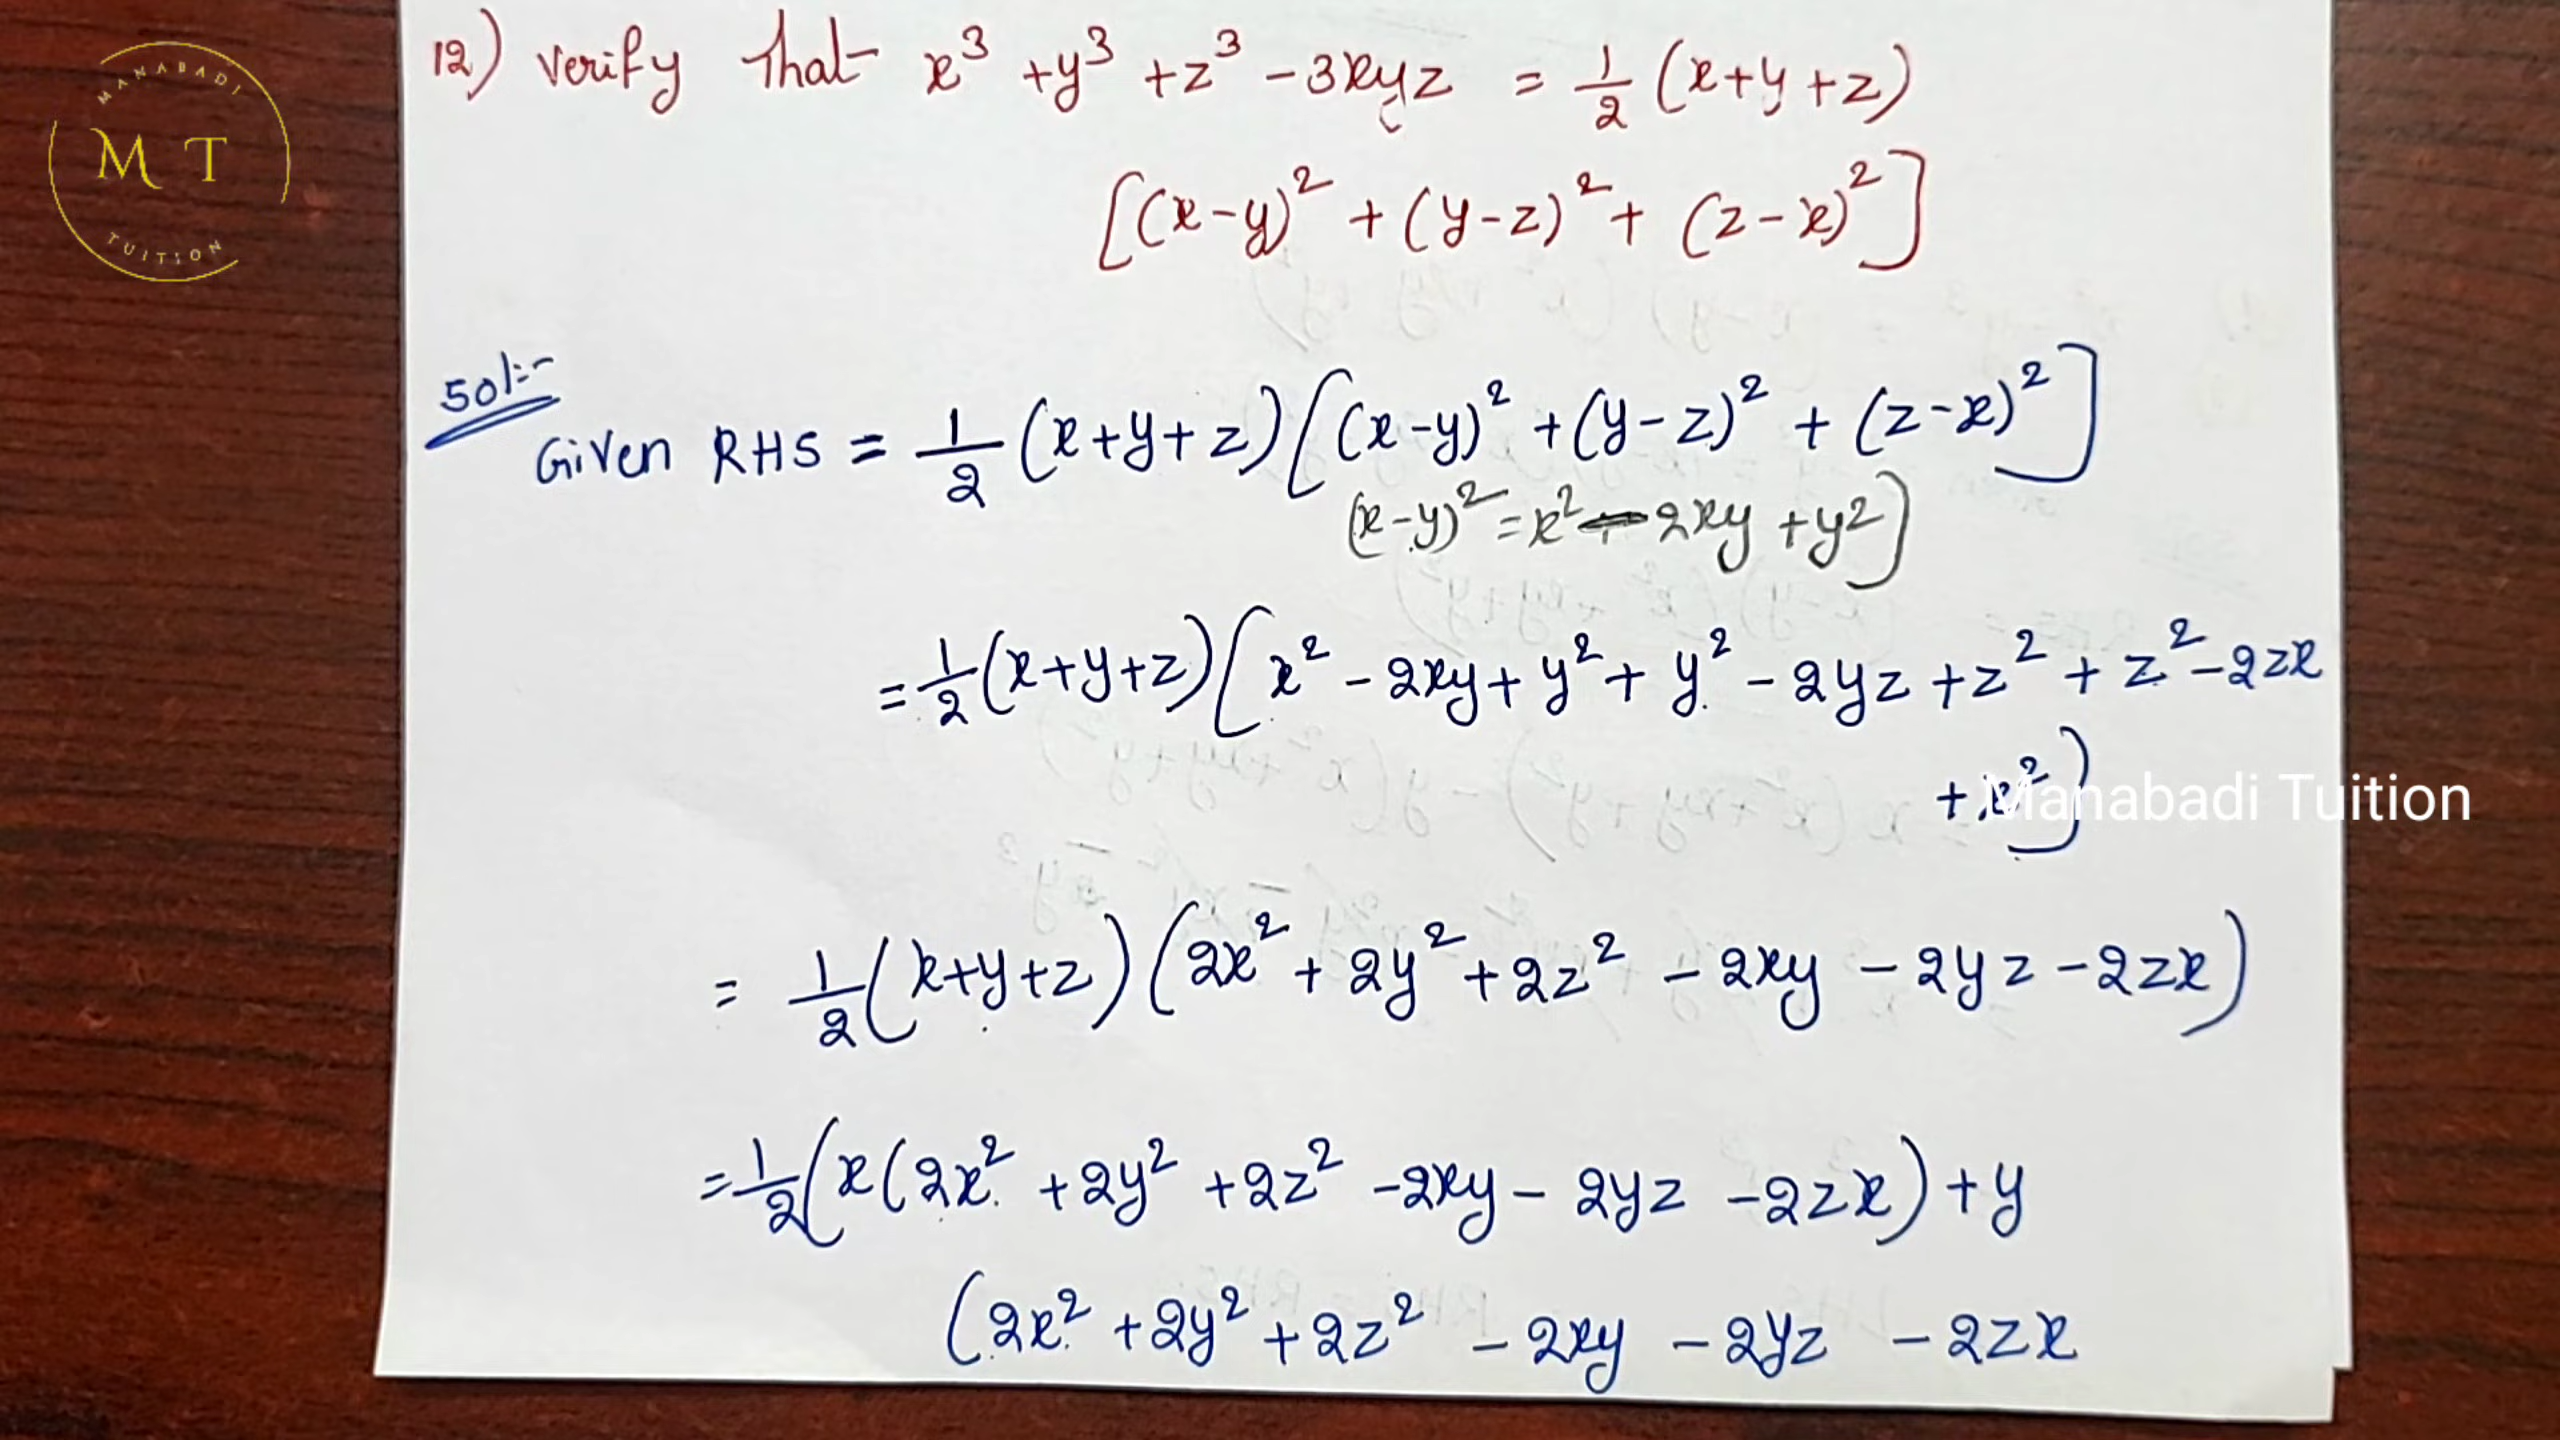 MANABADI
M T
TUITION
12) verify that x³ + y³ + z³ - 3xyz = 1/2 (x+y+z)
[(x-y)² + (y-z)² + (z-x)²]
Sol:-
Given RHS = 1/2 (x+y+z) [(x-y)² + (y-z)² + (z-x)²]
(x-y)² = x² - 2xy + y²]
= 1/2 (x+y+z) [x² - 2xy + y² + y² - 2yz + z² + z² - 2zx
+ x²]
Manabadi Tuition
= 1/2 (x+y+z) (2x² + 2y² + 2z² - 2xy - 2yz - 2zx)
= 1/2 (x(2x² + 2y² + 2z² - 2xy - 2yz - 2zx) + y
(2x² + 2y² + 2z² - 2xy - 2yz - 2zx